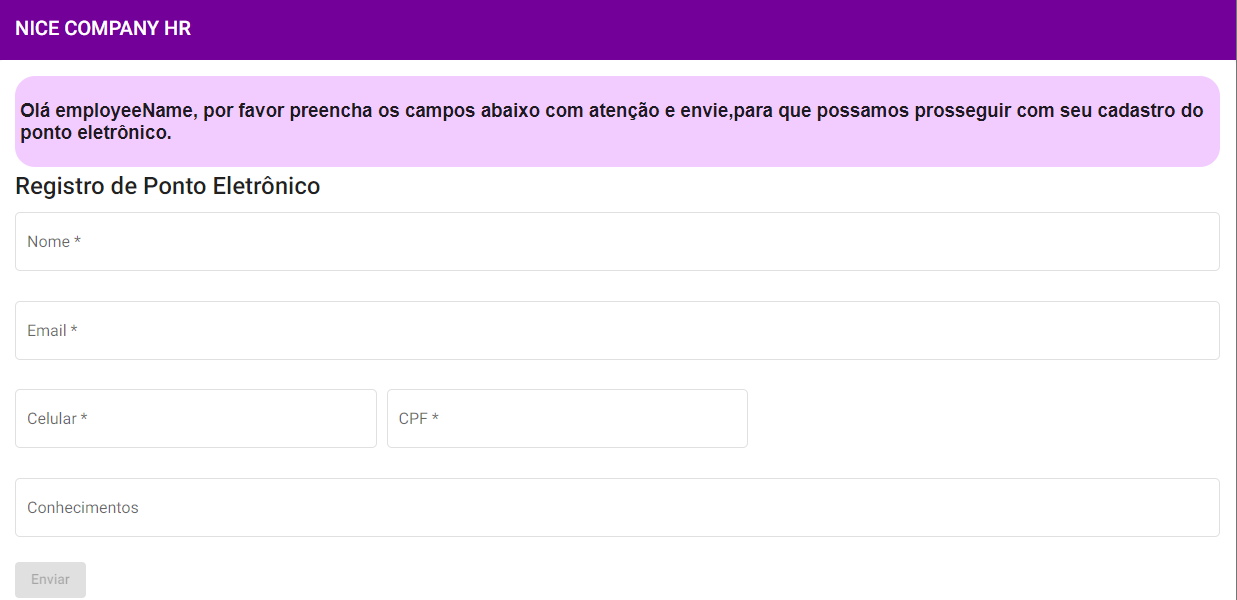 NICE COMPANY HR
Olá employeeName, por favor preencha os campos abaixo com atenção e envie,para que possamos prosseguir com seu cadastro do
ponto eletrônico.
Registro de Ponto Eletrônico
Nome *
Email *
Celular *
CPF *
Conhecimentos
Enviar